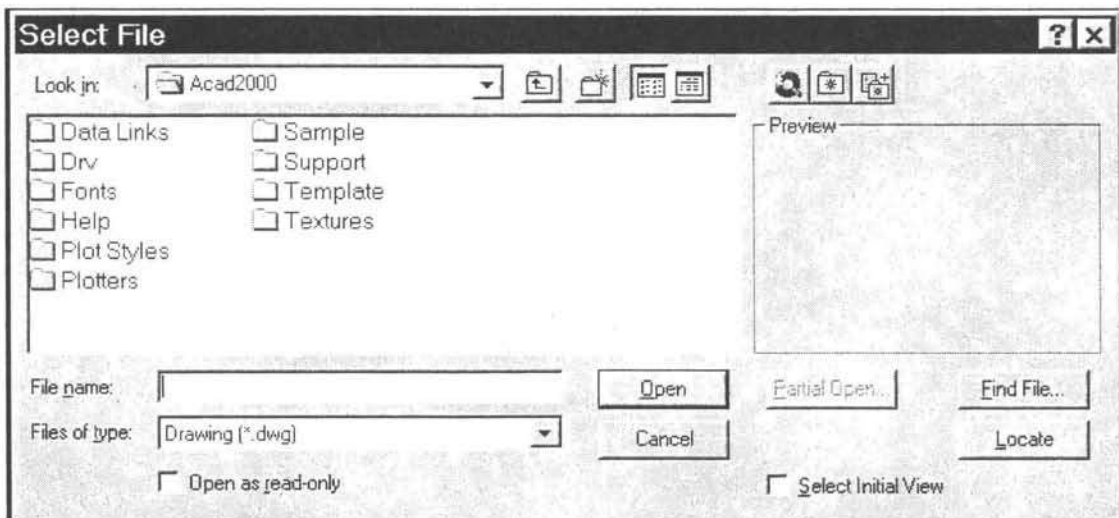 Select File
Look in: Acad2000
Preview
Data Links
Drv
Fonts
Help
Plot Styles
Plotters
Sample
Support
Template
Textures
File name: Open Partial Open... Find File...
Files of type: Drawing (*.dwg) Cancel Locate
Open as read-only Select Initial View